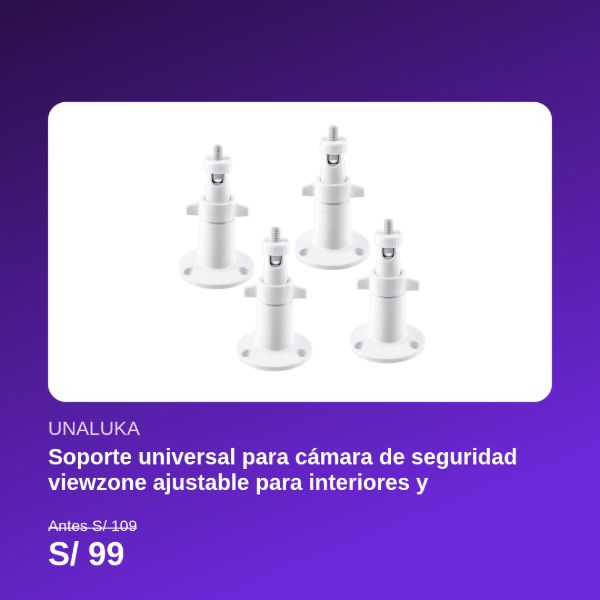 UNALUKA
Soporte universal para cámara de seguridad
viewzone ajustable para interiores y
Antes S/ 109
S/ 99